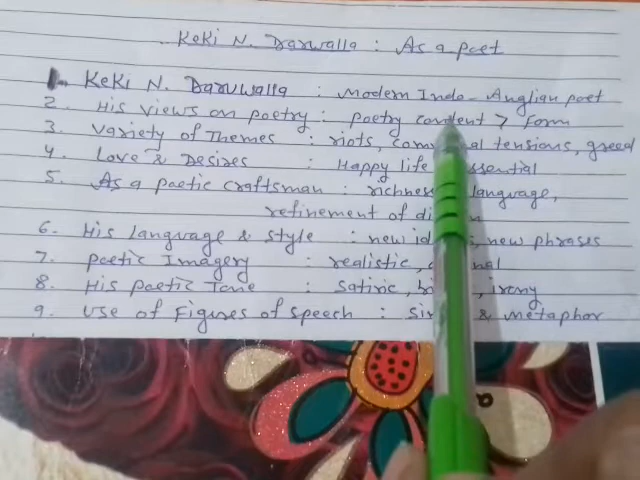 Keki N. Daruwalla : As a poet
1. Keki N. Daruwalla : Modern Indo-Anglian poet
2. His views on poetry : poetry content > form
3. Variety of Themes : riots, tensions, greed
4. Love & Desires : Happy life
5. As a poetic craftsman : richness language,
refinement of
6. His Language & style : new new phrases
7. Poetic Imagery : realistic,
8. His Poetic Tone : satiric, irony
9. Use of Figures of Speech : & metaphor